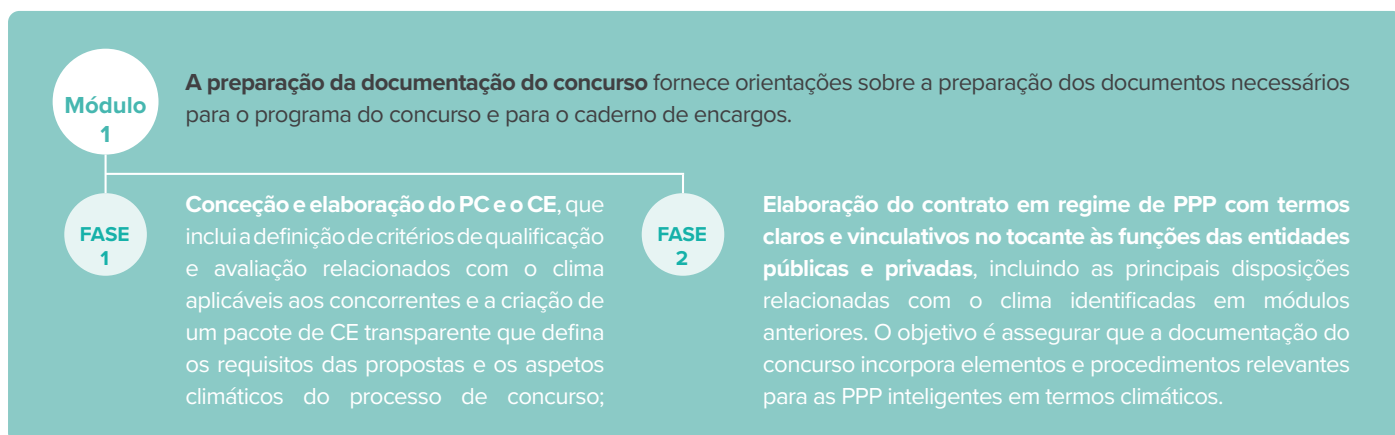 Módulo
1
A preparação da documentação do concurso fornece orientações sobre a preparação dos documentos necessários
para o programa do concurso e para o caderno de encargos.
FASE
1
Conceção e elaboração do PC e o CE, que
inclui a definição de critérios de qualificação
e avaliação relacionados com o clima
aplicáveis aos concorrentes e a criação de
um pacote de CE transparente que defina
os requisitos das propostas e os aspetos
climáticos do processo de concurso;
FASE
2
Elaboração do contrato em regime de PPP com termos
claros e vinculativos no tocante às funções das entidades
públicas e privadas, incluindo as principais disposições
relacionadas com o clima identificadas em módulos
anteriores. O objetivo é assegurar que a documentação do
concurso incorpora elementos e procedimentos relevantes
para as PPP inteligentes em termos climáticos.